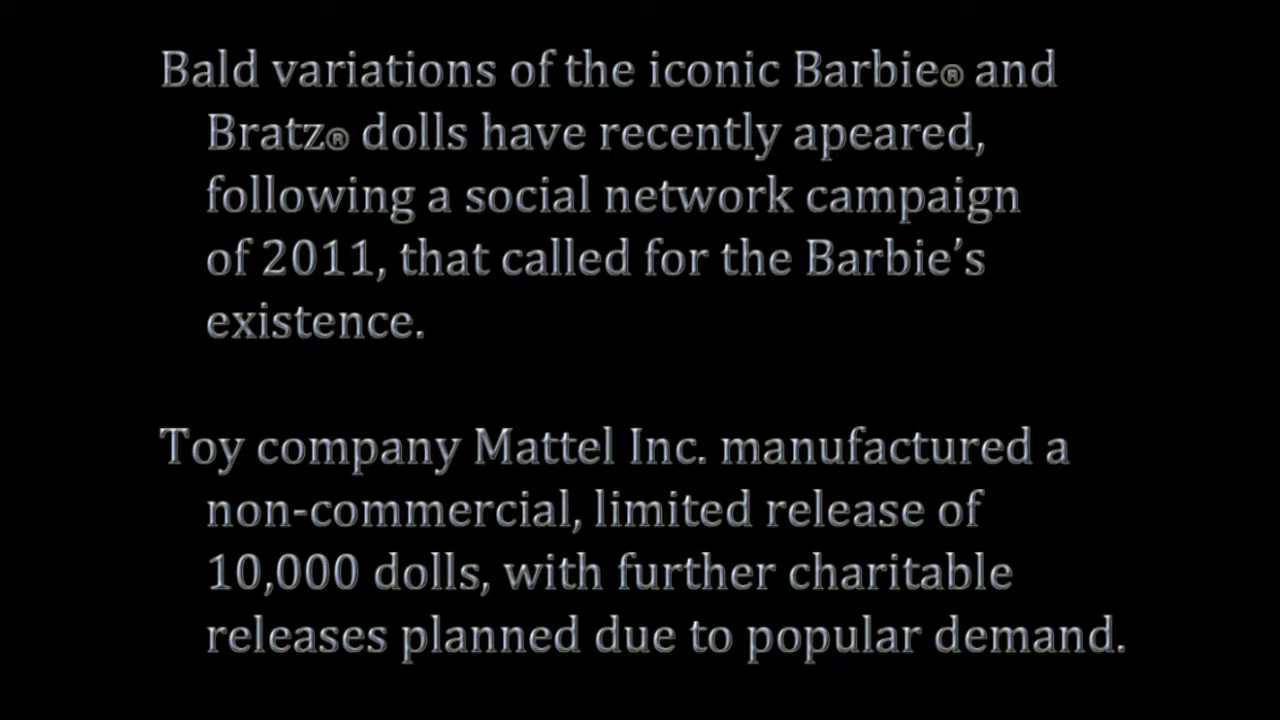 Bald variations of the iconic Barbie® and
Bratz® dolls have recently apeared,
following a social network campaign
of 2011, that called for the Barbie’s
existence.
Toy company Mattel Inc. manufactured a
non-commercial, limited release of
10,000 dolls, with further charitable
releases planned due to popular demand.